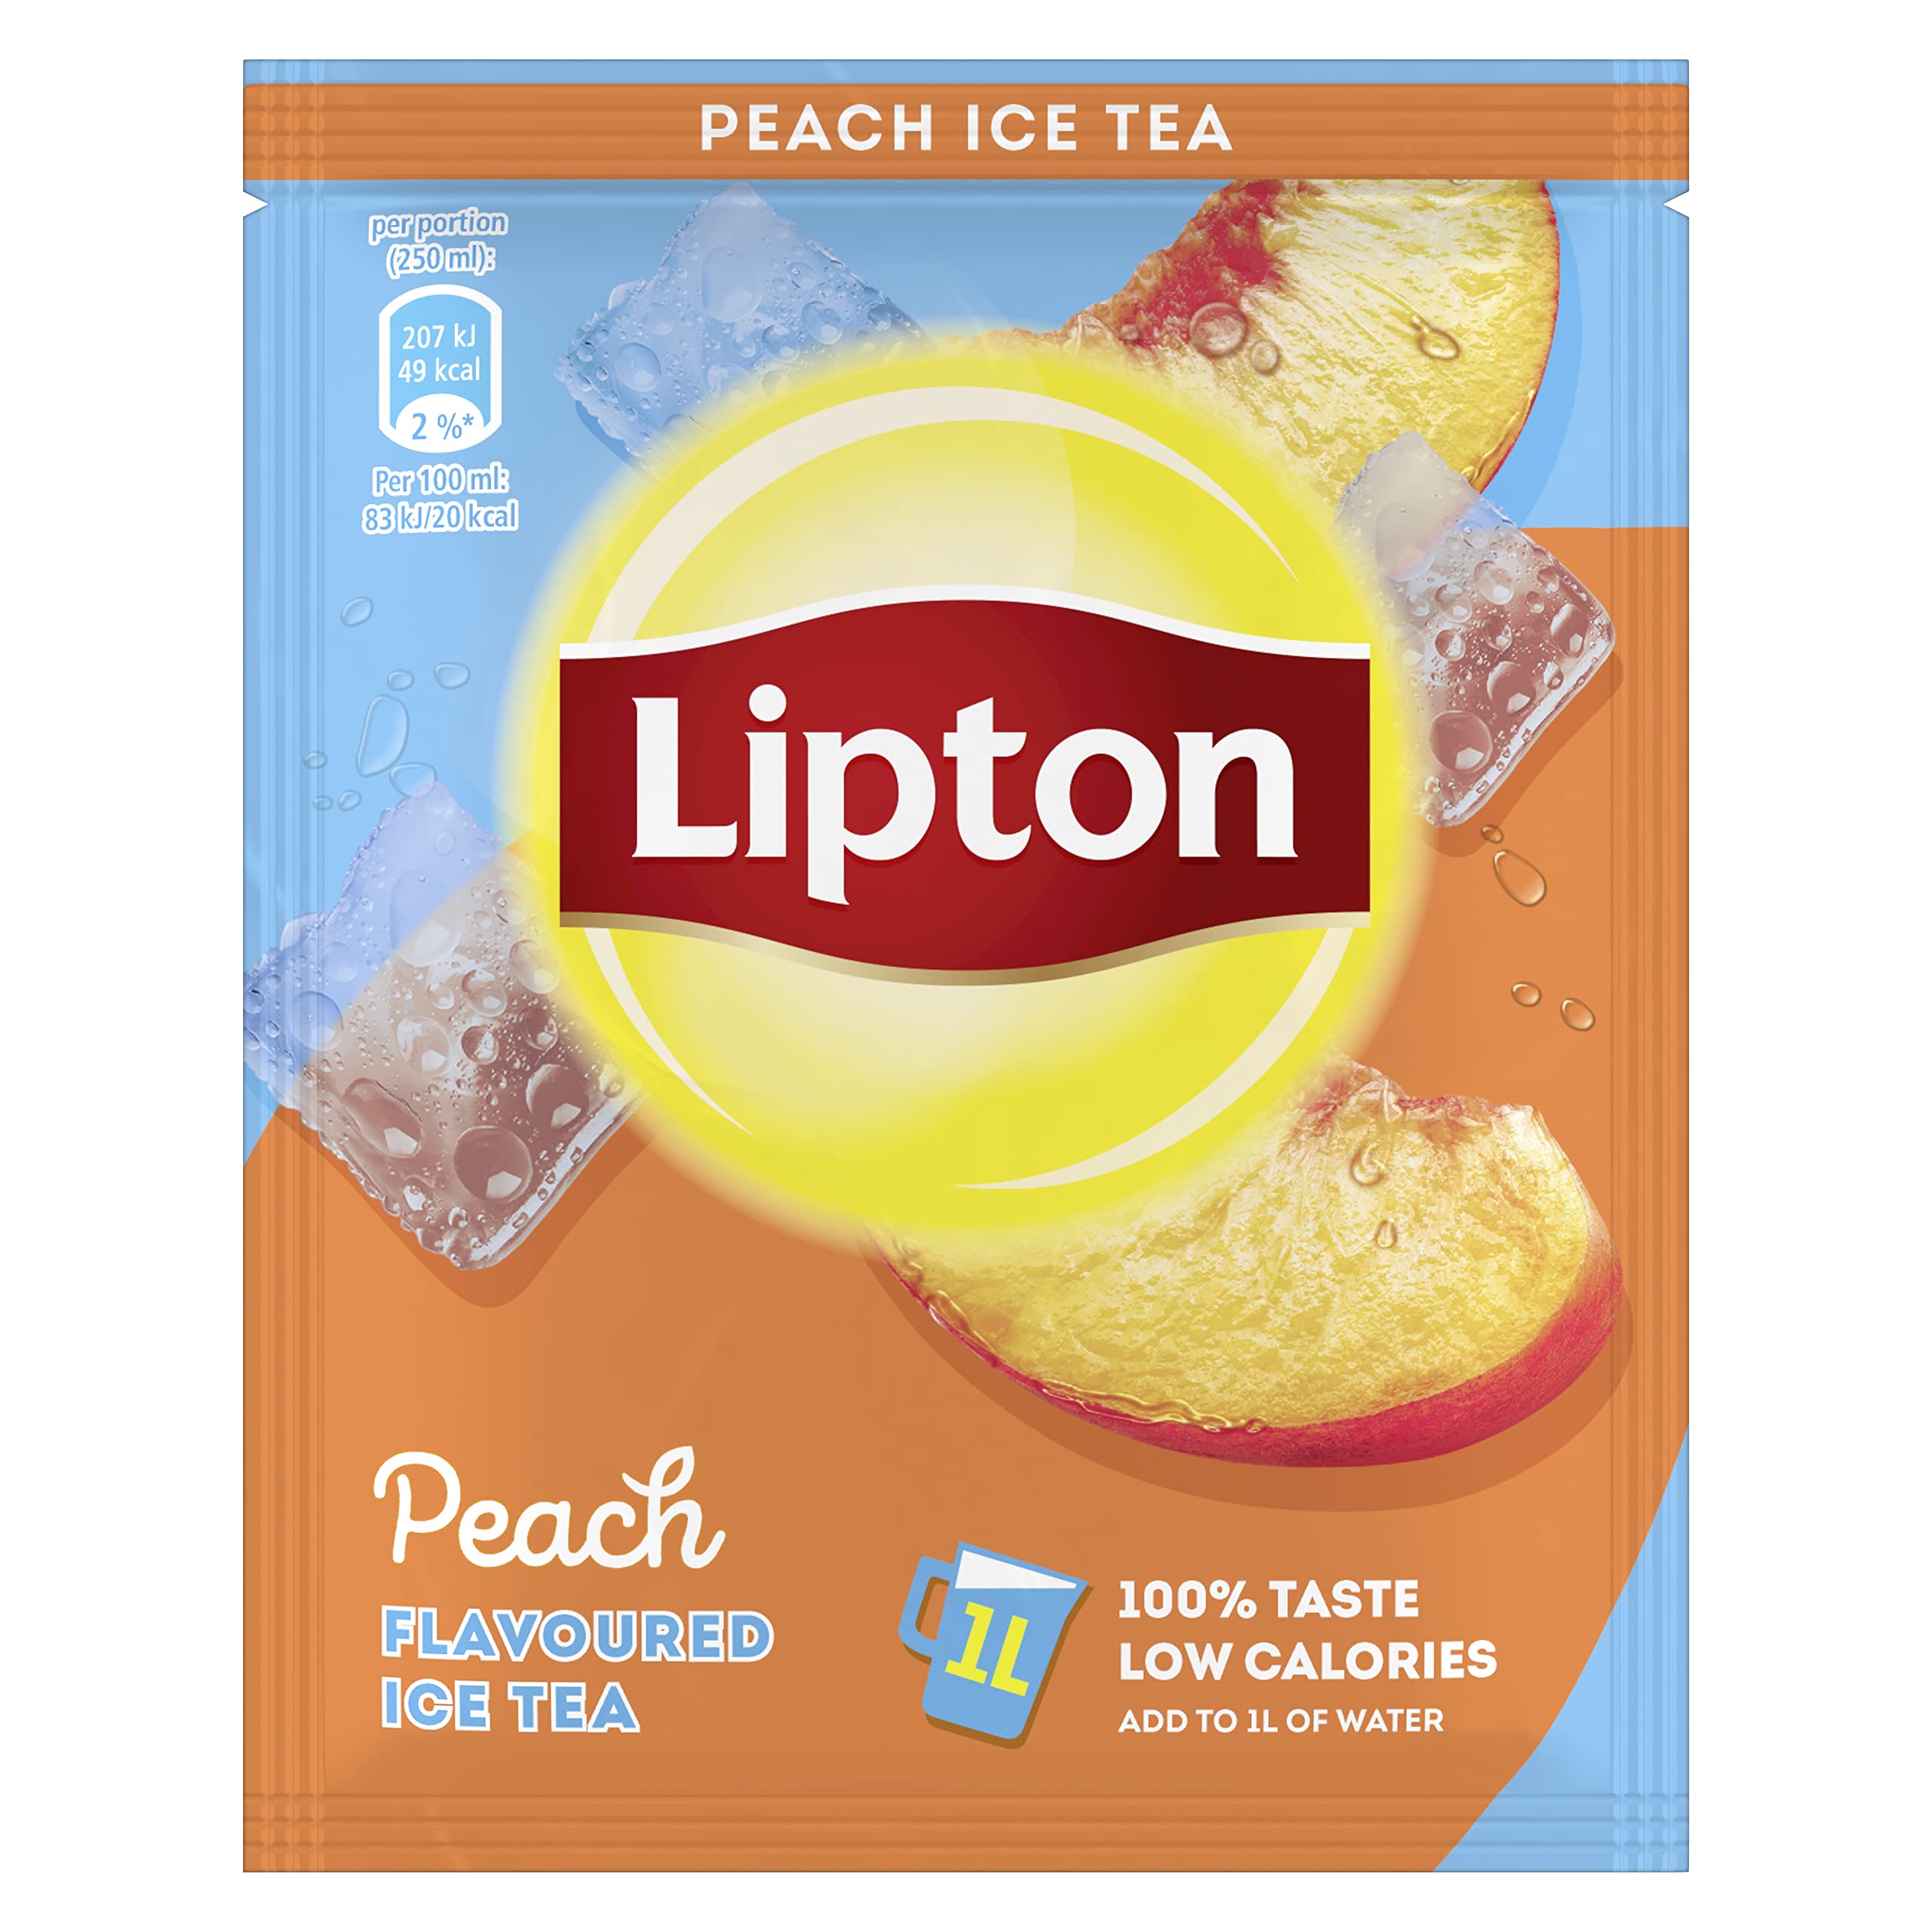 PEACH ICE TEA
per portion
(250 ml):
207 kJ
49 kcal
2 %*
Per 100 ml:
83 kJ/20 kcal
Lipton
Peach
FLAVOURED
ICE TEA
1L
100% TASTE
LOW CALORIES
ADD TO 1L OF WATER